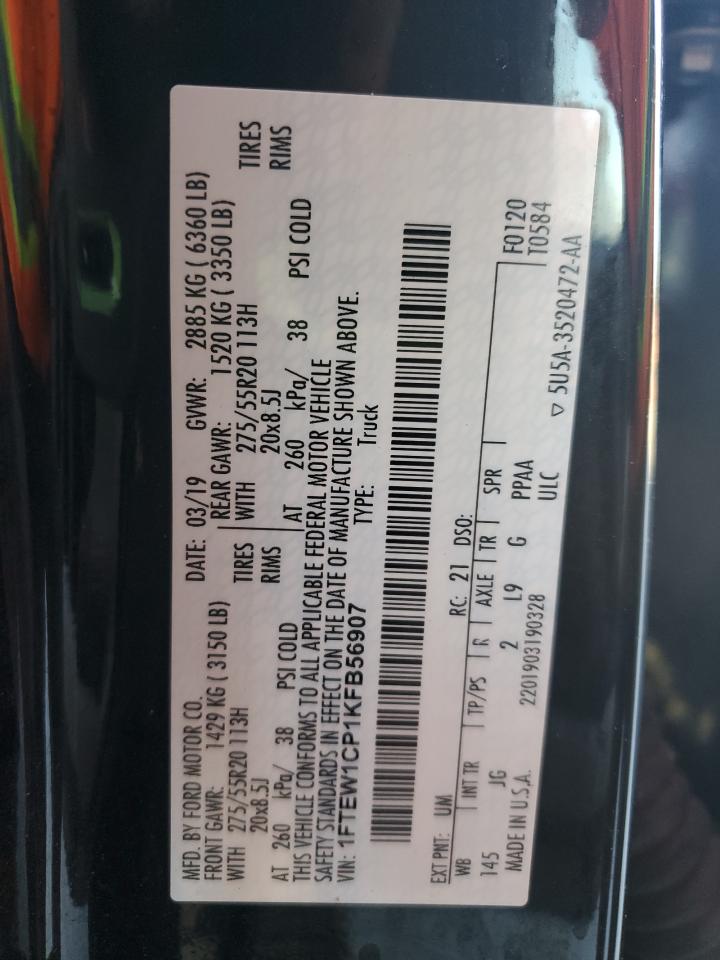 MFD. BY FORD MOTOR CO. DATE: 03/19 GVWR: 2885 KG ( 6360 LB)
FRONT GAWR: 1429 KG ( 3150 LB) REAR GAWR: 1520 KG ( 3350 LB)
WITH 275/55R20 113H TIRES WITH 275/55R20 113H TIRES
20x8.5J RIMS 20x8.5J RIMS
AT 260 kPa/ 38 PSI COLD AT 260 kPa/ 38 PSI COLD
THIS VEHICLE CONFORMS TO ALL APPLICABLE FEDERAL MOTOR VEHICLE
SAFETY STANDARDS IN EFFECT ON THE DATE OF MANUFACTURE SHOWN ABOVE.
VIN: 1FTEW1CP1KFB56907 TYPE: Truck
EXT PNT: UM RC: 21 DSO:
WB INT TR TP/PS R AXLE TR SPR F0120
145 JG 2 L9 G PPAA T0584
ULC
MADE IN U.S.A. 2201903190328 ▽ 5U5A-3520472-AA